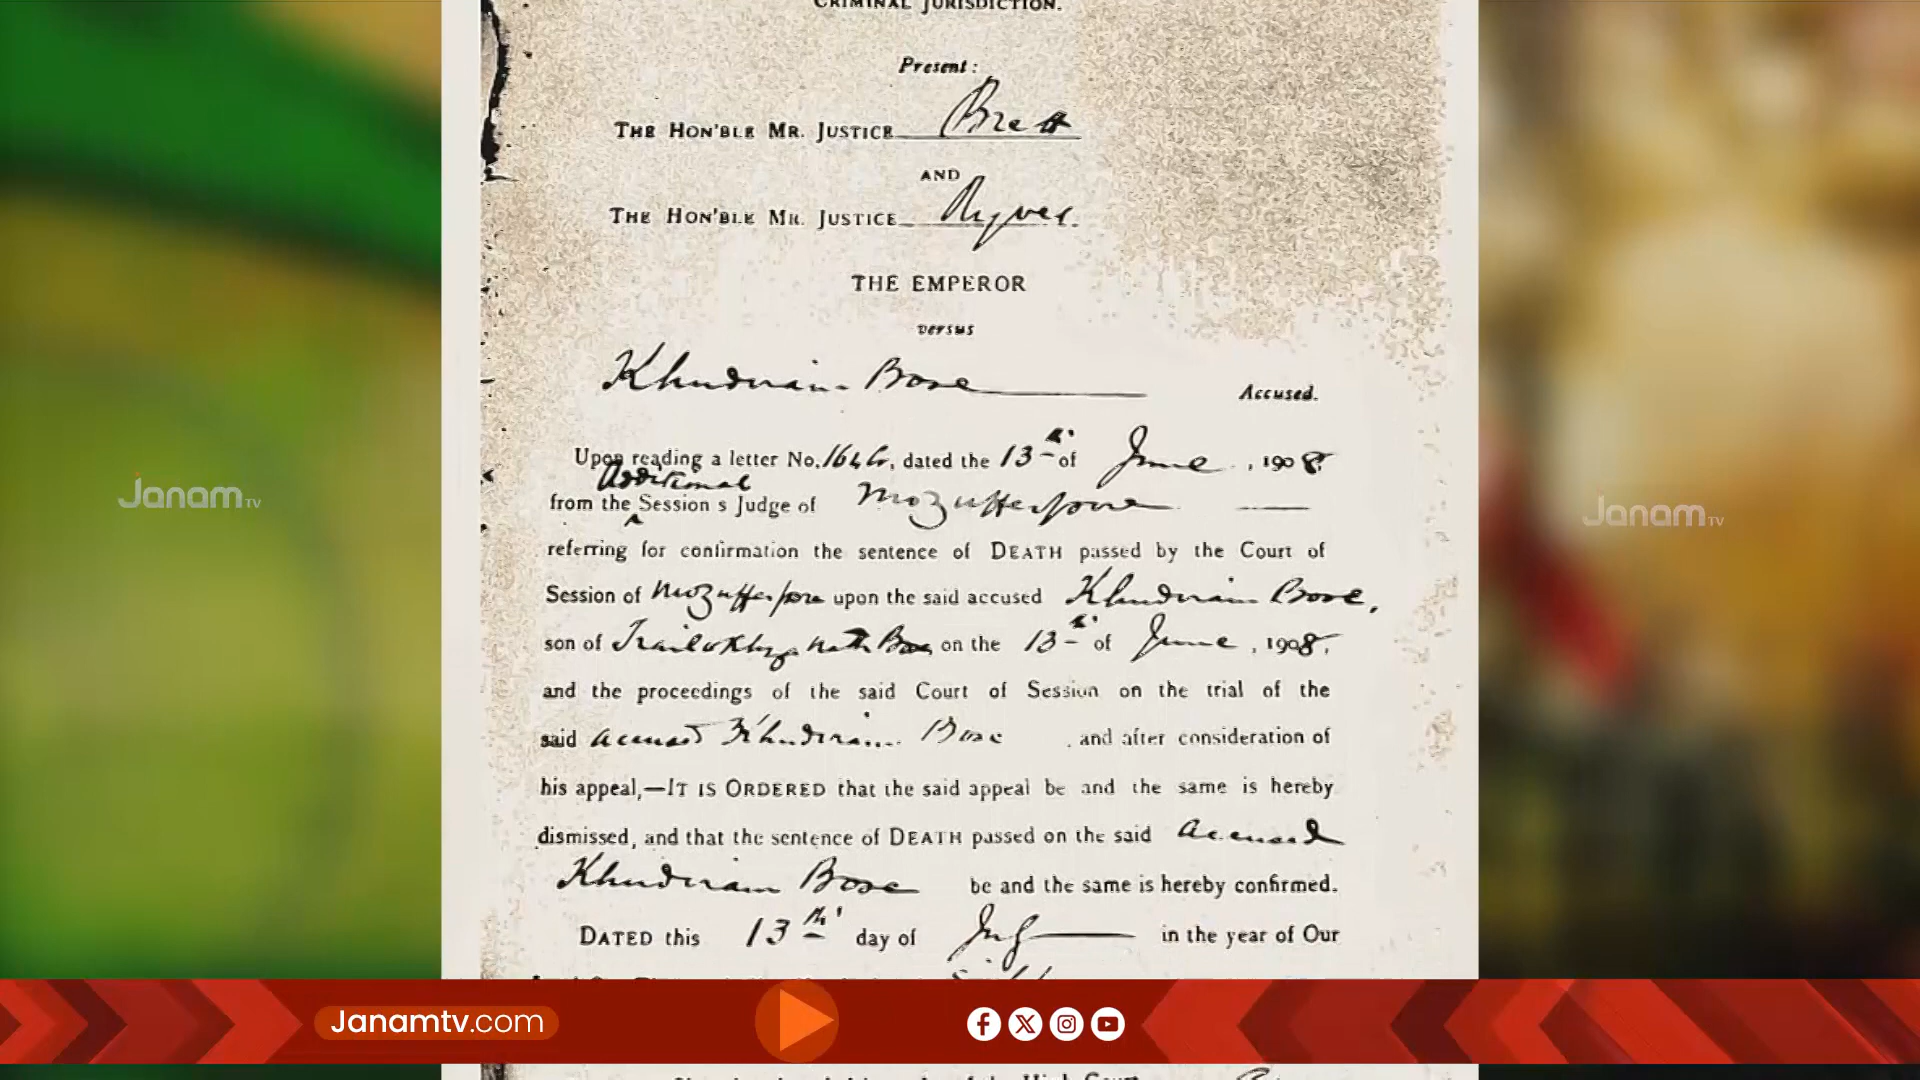 CRIMINAL JURISDICTION.
Present:
THE HON'BLE MR. JUSTICE Brett
AND
THE HON'BLE MR. JUSTICE Ryves.
THE EMPEROR
versus
Khudiram Bose Accused.
Upon reading a letter No. 164 G, dated the 13th of June, 1908,
Additional
from the Sessions Judge of Mozufferpore
referring for confirmation the sentence of DEATH passed by the Court of
Session of Mozufferpore upon the said accused Khudiram Bose,
son of Trailokhya nath Bose on the 13th of June, 1908,
and the proceedings of the said Court of Session on the trial of the
said accused Khudiram Bose, and after consideration of
his appeal,—IT IS ORDERED that the said appeal be and the same is hereby
dismissed, and that the sentence of DEATH passed on the said accused
Khudiram Bose be and the same is hereby confirmed.
DATED this 13th day of July in the year of Our
Janam TV
Janam TV
Janamtv.com